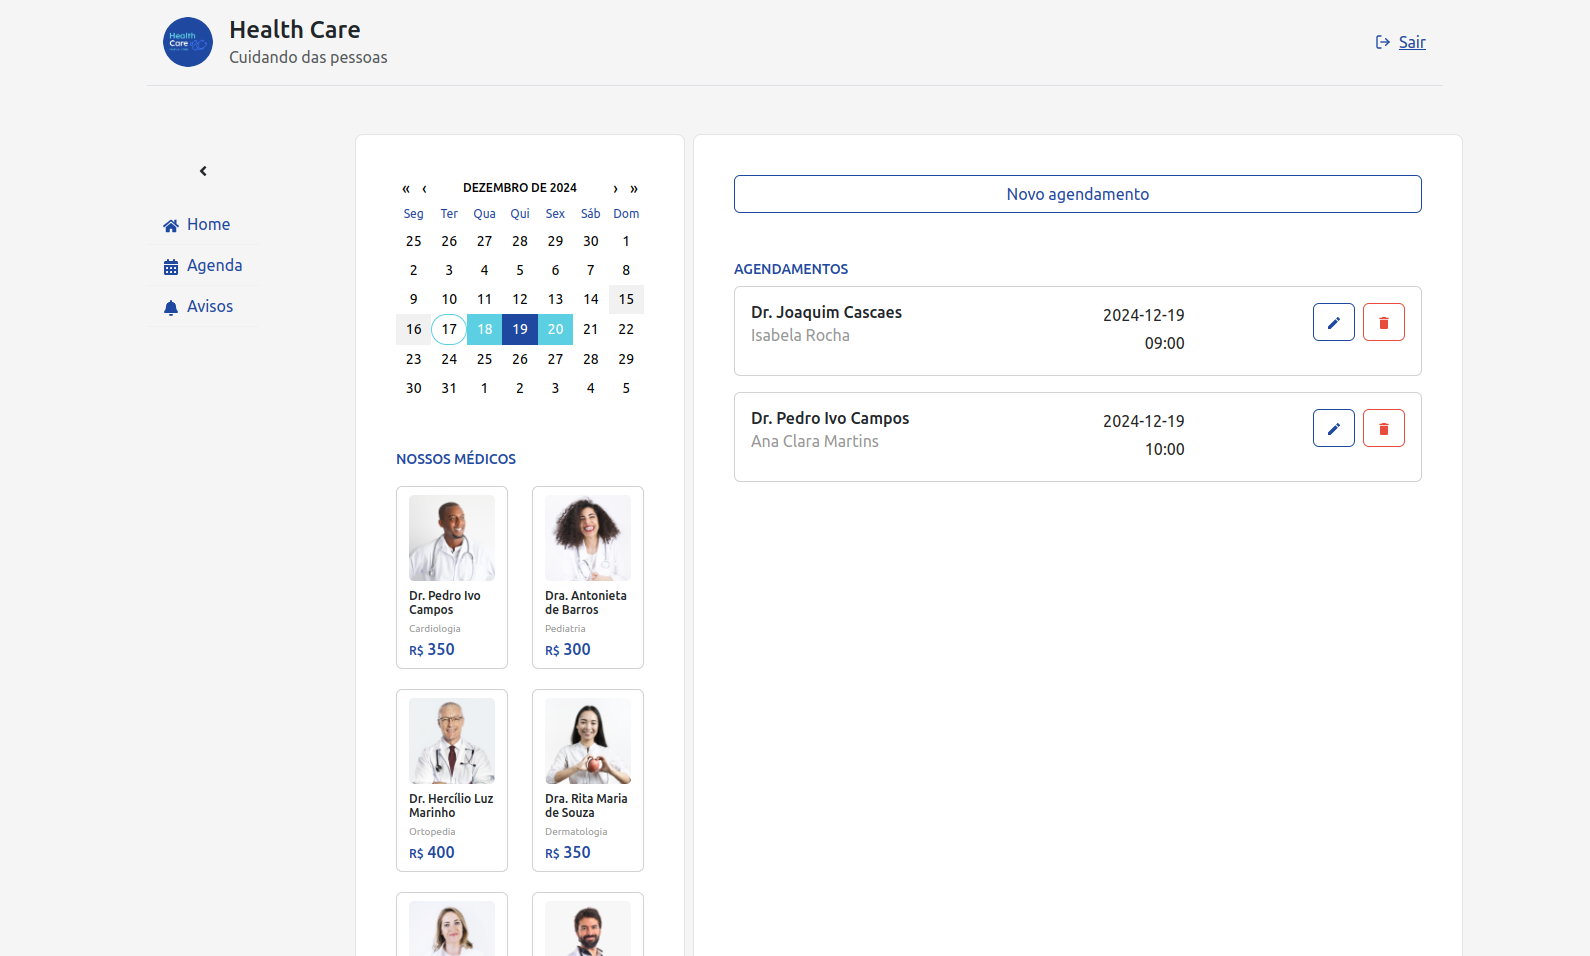 Health
Care
Health Care
Cuidando das pessoas
Sair
Home
Agenda
Avisos
« ‹ DEZEMBRO DE 2024 › »
Seg Ter Qua Qui Sex Sáb Dom
25 26 27 28 29 30 1
2 3 4 5 6 7 8
9 10 11 12 13 14 15
16 17 18 19 20 21 22
23 24 25 26 27 28 29
30 31 1 2 3 4 5
NOSSOS MÉDICOS
Dr. Pedro Ivo
Campos
Cardiologia
R$ 350
Dra. Antonieta
de Barros
Pediatria
R$ 300
Dr. Hercílio Luz
Marinho
Ortopedia
R$ 400
Dra. Rita Maria
de Souza
Dermatologia
R$ 350
Novo agendamento
AGENDAMENTOS
Dr. Joaquim Cascaes
Isabela Rocha
2024-12-19
09:00
Dr. Pedro Ivo Campos
Ana Clara Martins
2024-12-19
10:00